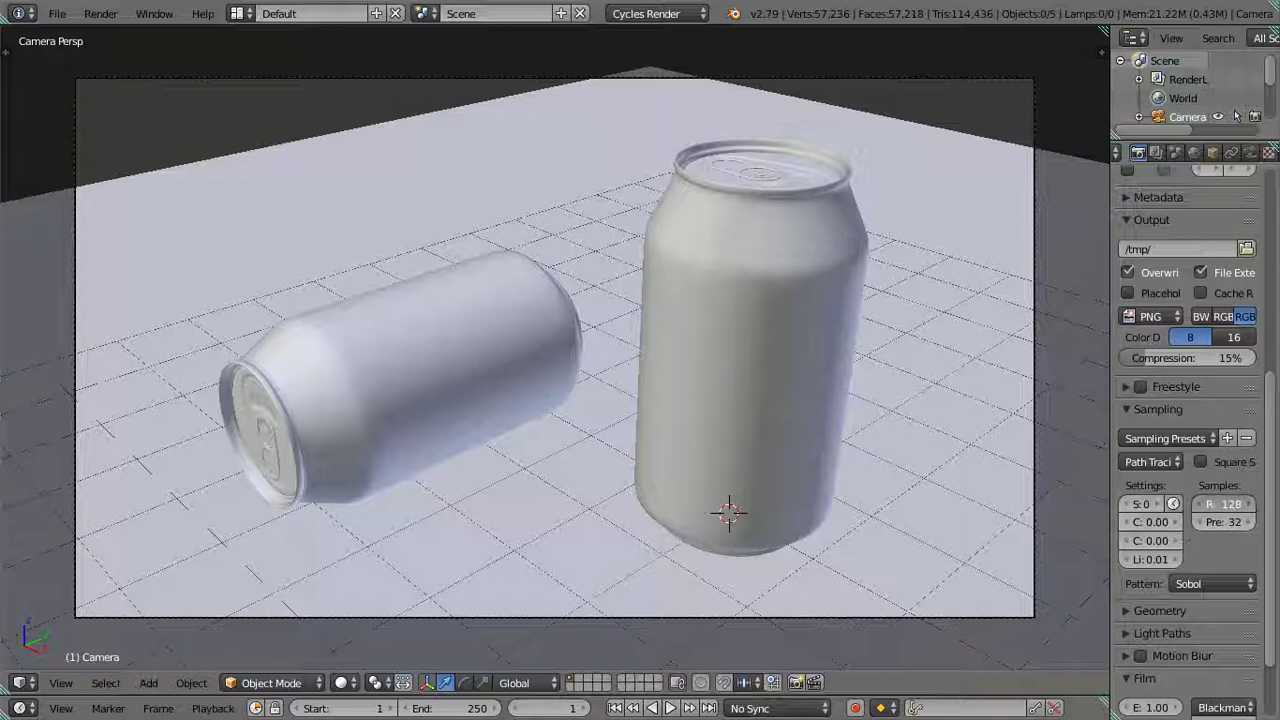 File Render Window Help Default Scene Cycles Render v2.79 | Verts:57,236 | Faces:57,218 | Tris:114,436 | Objects:0/5 | Lamps:0/0 | Mem:21.22M (0.43M) | Camera
Camera Persp
View Search All Sc
Scene
RenderL
World
Camera
Metadata
Output
/tmp/
Overwri File Exte
Placehol Cache R
PNG BW RGB RGB
Color D 8 16
Compression: 15%
Freestyle
Sampling
Sampling Presets
Path Traci Square S
Settings: Samples:
S: 0 R: 128
C: 0.00 Pre: 32
C: 0.00
Li: 0.01
Pattern: Sobol
Geometry
Light Paths
Motion Blur
Film
E: 1.00 Blackman
(1) Camera
View Select Add Object Object Mode Global
View Marker Frame Playback Start: 1 End: 250 1 No Sync